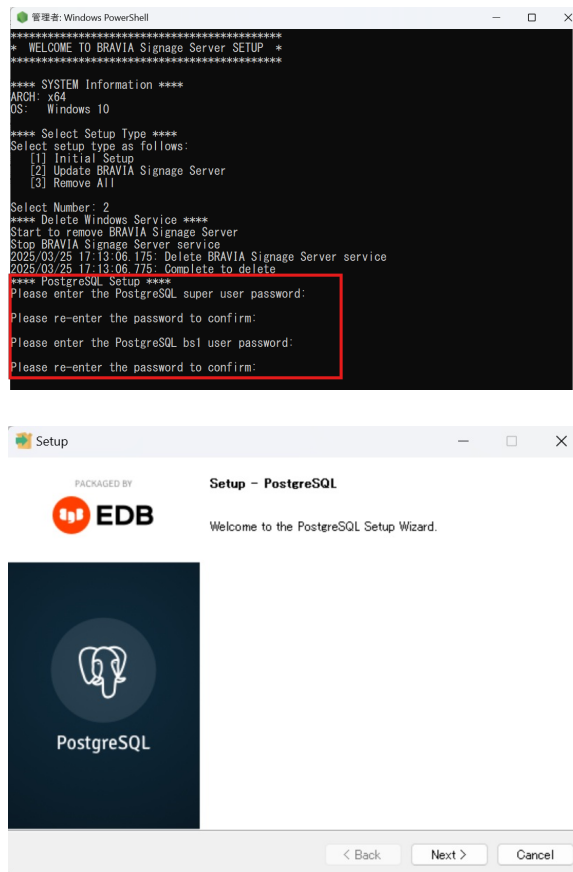 管理者: Windows PowerShell
********************************************
*  WELCOME TO BRAVIA Signage Server SETUP  *
********************************************
**** SYSTEM Information ****
ARCH: x64
OS:   Windows 10
**** Select Setup Type ****
Select setup type as follows:
[1] Initial Setup
[2] Update BRAVIA Signage Server
[3] Remove All
Select Number: 2
**** Delete Windows Service ****
Start to remove BRAVIA Signage Server
Stop BRAVIA Signage Server service
2025/03/25 17:13:06.175: Delete BRAVIA Signage Server service
2025/03/25 17:13:06.775: Complete to delete
**** PostgreSQL Setup ****
Please enter the PostgreSQL super user password:
Please re-enter the password to confirm:
Please enter the PostgreSQL bs1 user password:
Please re-enter the password to confirm:
Setup
PACKAGED BY
EDB
Setup - PostgreSQL
Welcome to the PostgreSQL Setup Wizard.
PostgreSQL
< Back
Next >
Cancel